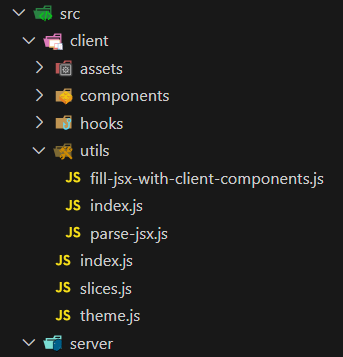 src
client
assets
components
hooks
utils
JS fill-jsx-with-client-components.js
JS index.js
JS parse-jsx.js
JS index.js
JS slices.js
JS theme.js
server